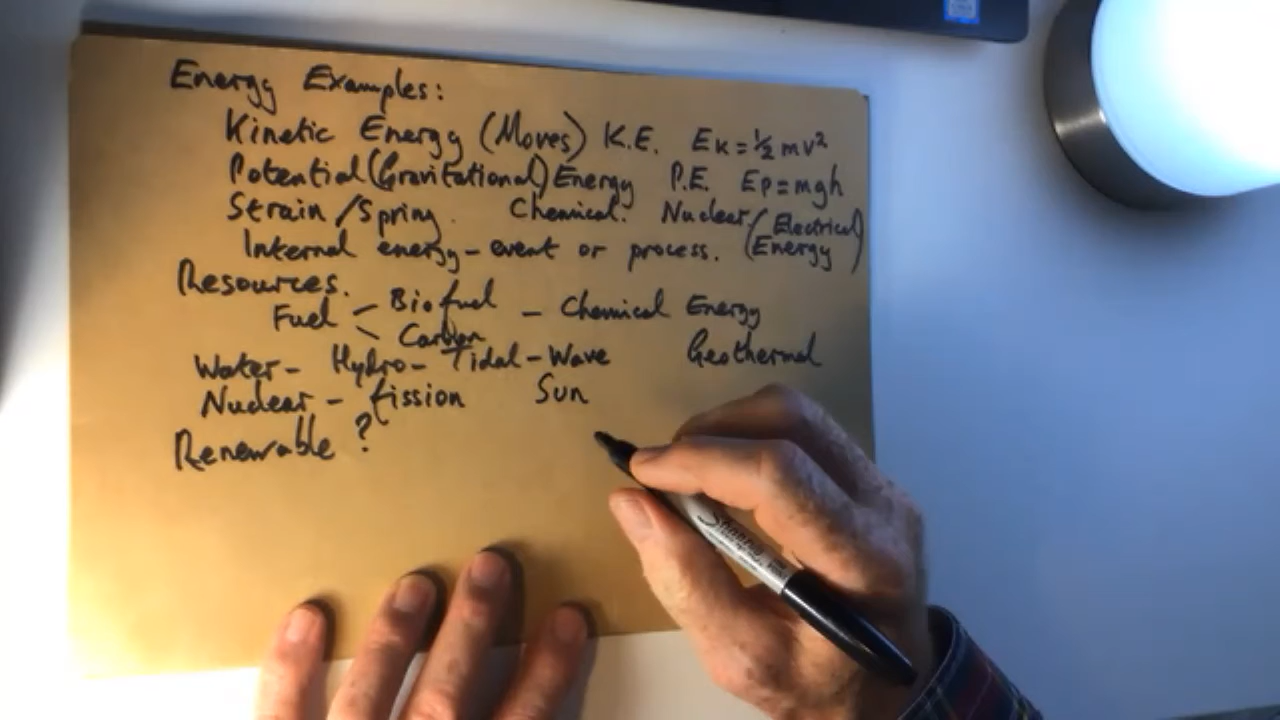 Energy Examples:
Kinetic Energy (Moves) K.E. Ek=½mv²
Potential (Gravitational) Energy P.E. Ep=mgh
Strain/Spring. Chemical. Nuclear/(Electrical
Internal energy - event or process. Energy)
Resources.
Fuel < Biofuel - Chemical Energy
Carbon
Water - Hydro - Tidal - Wave Geothermal
Nuclear - fission Sun
Renewable ?
Sharpie